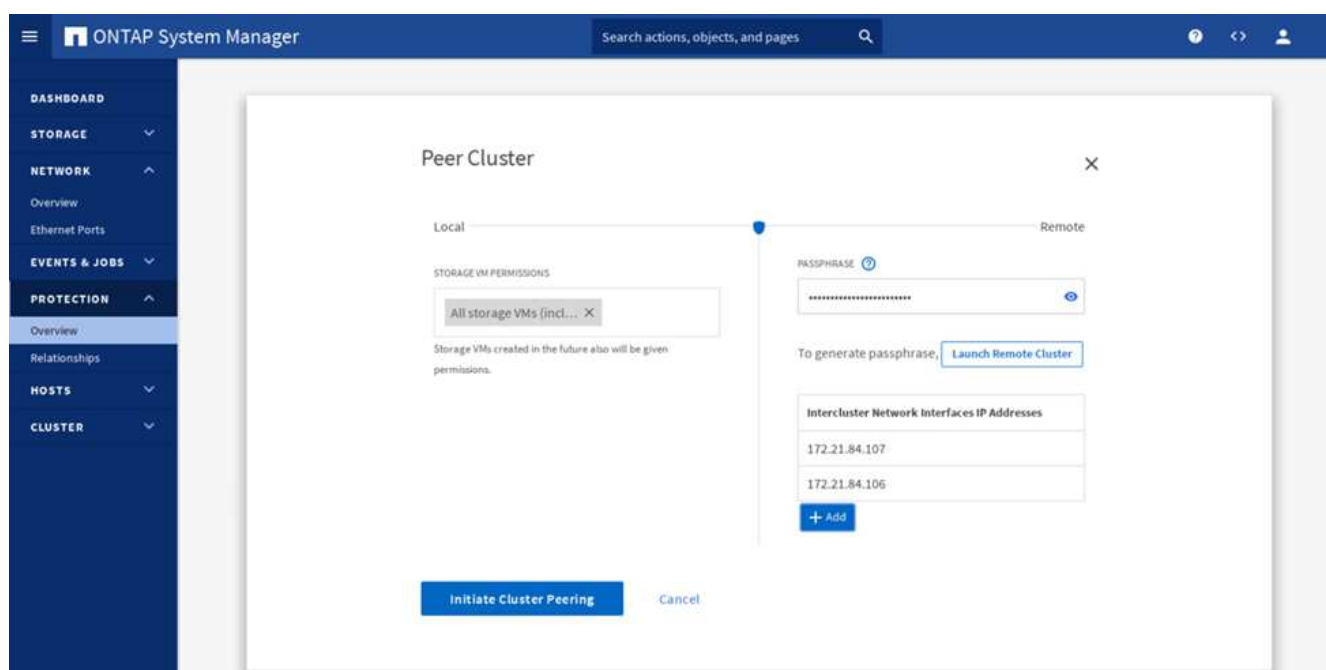 ONTAP System Manager
Search actions, objects, and pages
DASHBOARD
STORAGE
NETWORK
Overview
Ethernet Ports
EVENTS & JOBS
PROTECTION
Overview
Relationships
HOSTS
CLUSTER
Peer Cluster
Local
Remote
STORAGE VM PERMISSIONS
All storage VMs (incl...
Storage VMs created in the future also will be given
permissions.
PASSPHRASE
To generate passphrase, Launch Remote Cluster
Intercluster Network Interfaces IP Addresses
172.21.84.107
172.21.84.106
+ Add
Initiate Cluster Peering
Cancel